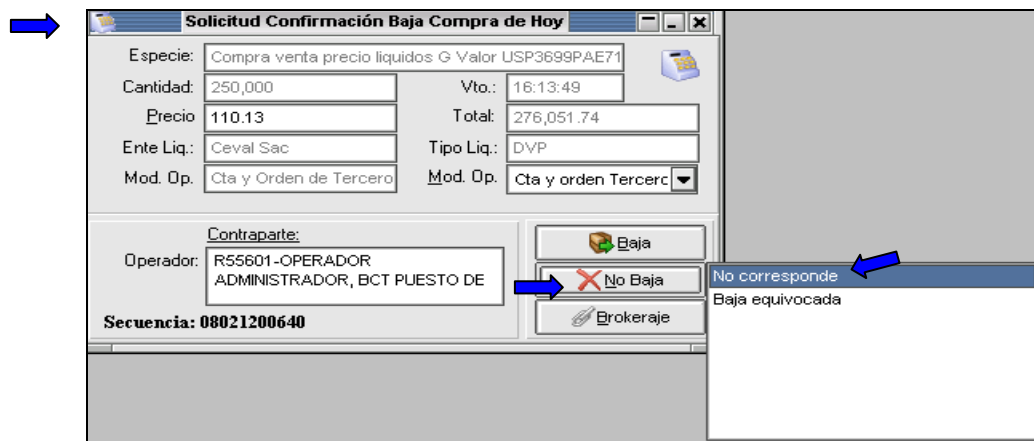 Solicitud Confirmación Baja Compra de Hoy
Especie: Compra venta precio liquidos G Valor USP3699PAE71
Cantidad: 250,000 Vto.: 16:13:49
Precio 110.13 Total: 276,051.74
Ente Liq.: Ceval Sac Tipo Liq.: DVP
Mod. Op. Cta y Orden de Tercero Mod. Op. Cta y orden Tercerc
Contraparte:
Operador: R55601-OPERADOR
ADMINISTRADOR, BCT PUESTO DE
Secuencia: 08021200640
Baja
No Baja
Brokeraje
No corresponde
Baja equivocada